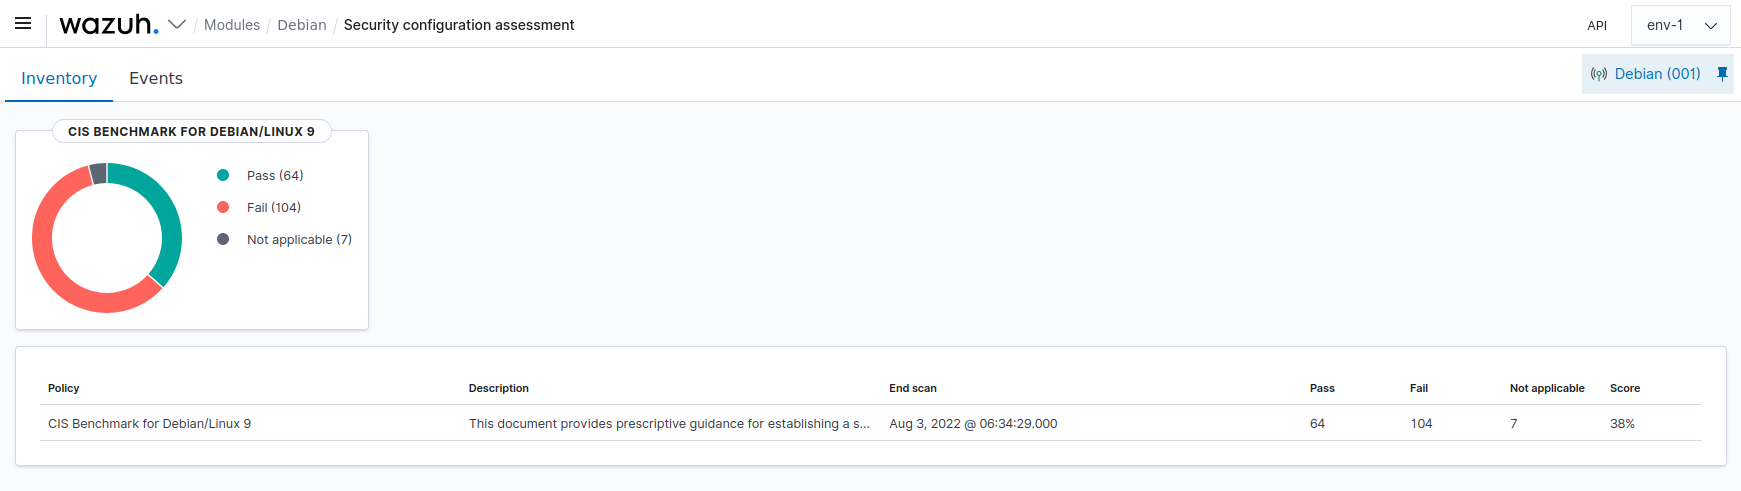 wazuh. / Modules / Debian / Security configuration assessment API env-1
Inventory Events Debian (001)
CIS BENCHMARK FOR DEBIAN/LINUX 9
Pass (64)
Fail (104)
Not applicable (7)
Policy Description End scan Pass Fail Not applicable Score
CIS Benchmark for Debian/Linux 9 This document provides prescriptive guidance for establishing a s... Aug 3, 2022 @ 06:34:29.000 64 104 7 38%